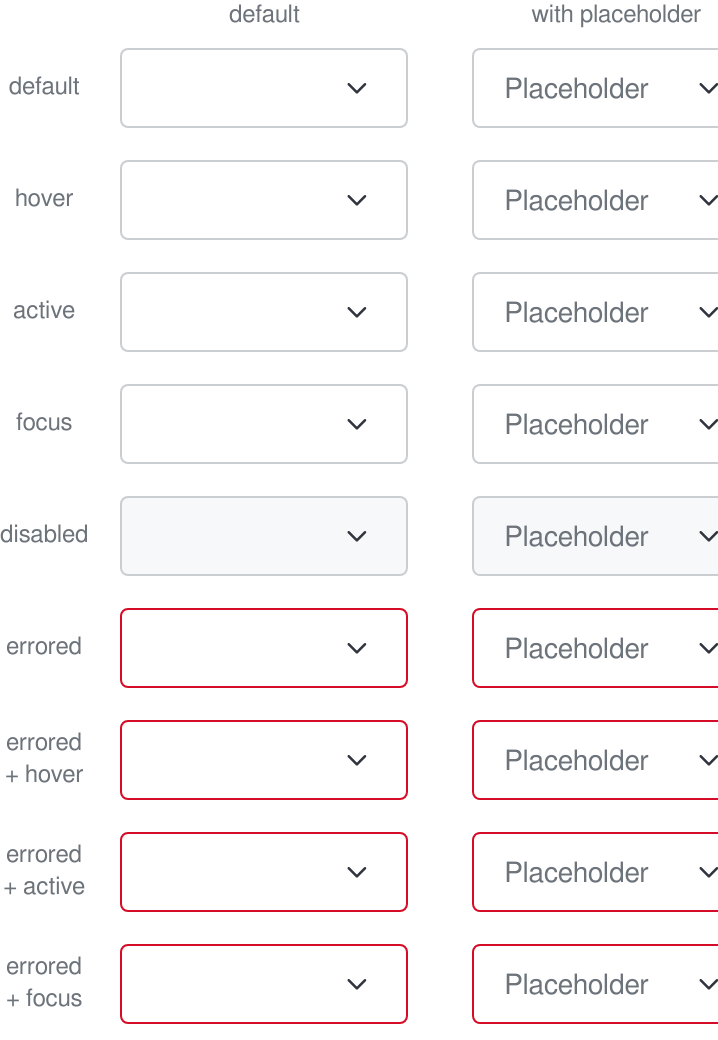 default
with placeholder
default
Placeholder
hover
Placeholder
active
Placeholder
focus
Placeholder
disabled
Placeholder
errored
Placeholder
errored
+ hover
Placeholder
errored
+ active
Placeholder
errored
+ focus
Placeholder